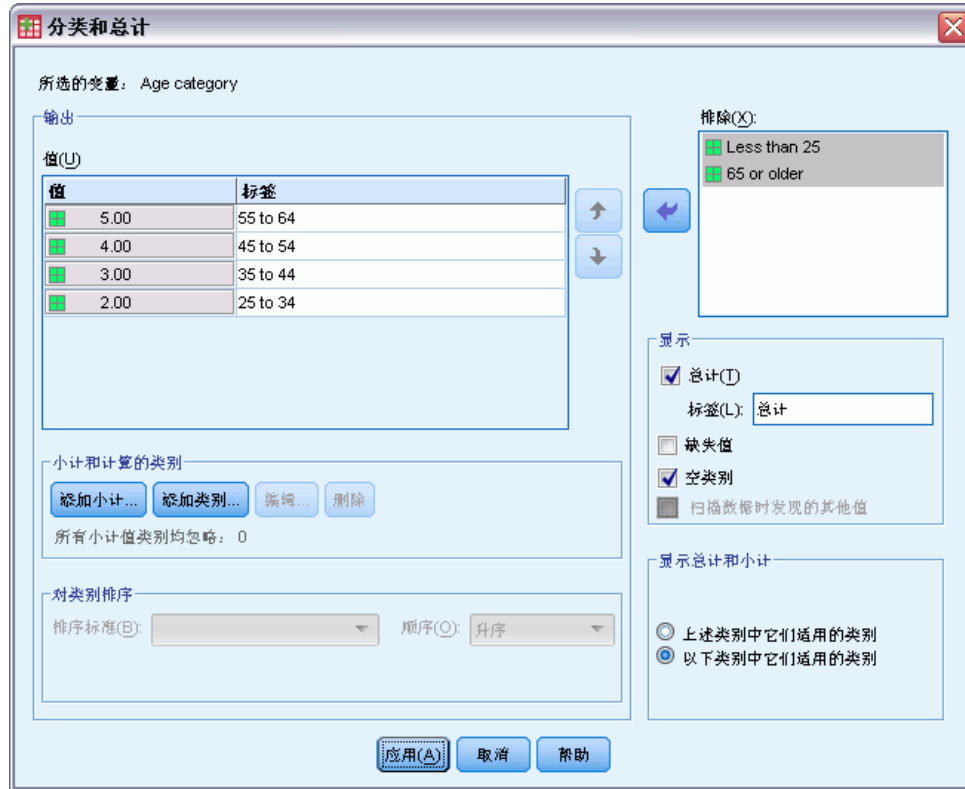 分类和总计
所选的变量： Age category
输出
值(U)
值 标签
5.00 55 to 64
4.00 45 to 54
3.00 35 to 44
2.00 25 to 34
小计和计算的类别
添加小计... 添加类别... 编辑... 删除
所有小计值类别均忽略： 0
对类别排序
排序标准(B): 顺序(O): 升序
排除(X):
Less than 25
65 or older
显示
总计(T)
标签(L): 总计
缺失值
空类别
扫描数据时发现的其他值
显示总计和小计
上述类别中它们适用的类别
以下类别中它们适用的类别
应用(A) 取消 帮助